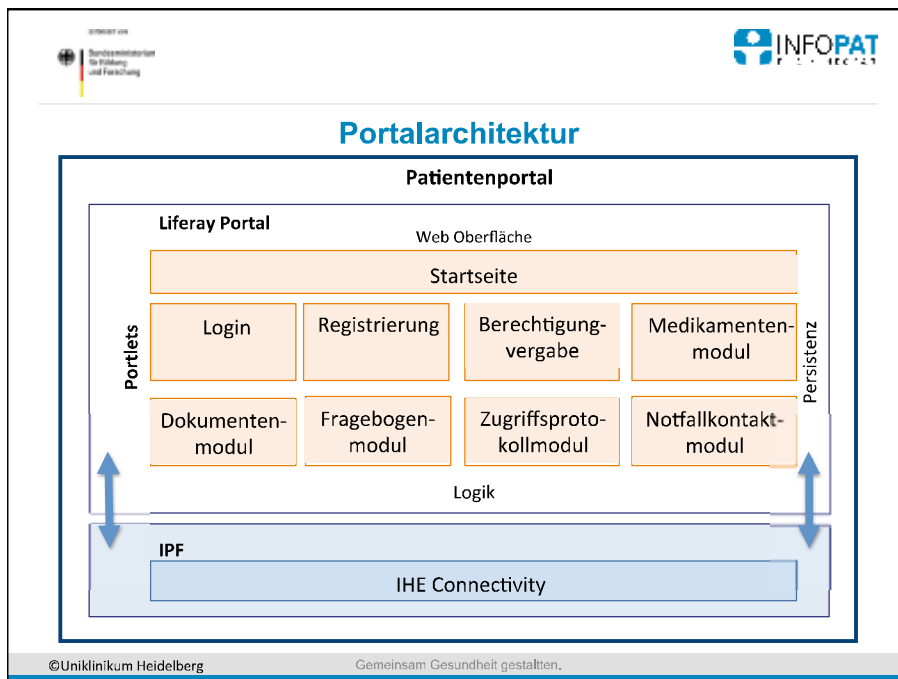 Bundesministerium
für Bildung
und Forschung
INFOPAT
Portalarchitektur
Patientenportal
Liferay Portal
Web Oberfläche
Startseite
Portlets
Login
Registrierung
Berechtigung-
vergabe
Medikamenten-
modul
Persistenz
Dokumenten-
modul
Fragebogen-
modul
Zugriffsproto-
kollmodul
Notfallkontakt-
modul
Logik
IPF
IHE Connectivity
©Uniklinikum Heidelberg
Gemeinsam Gesundheit gestaltten.